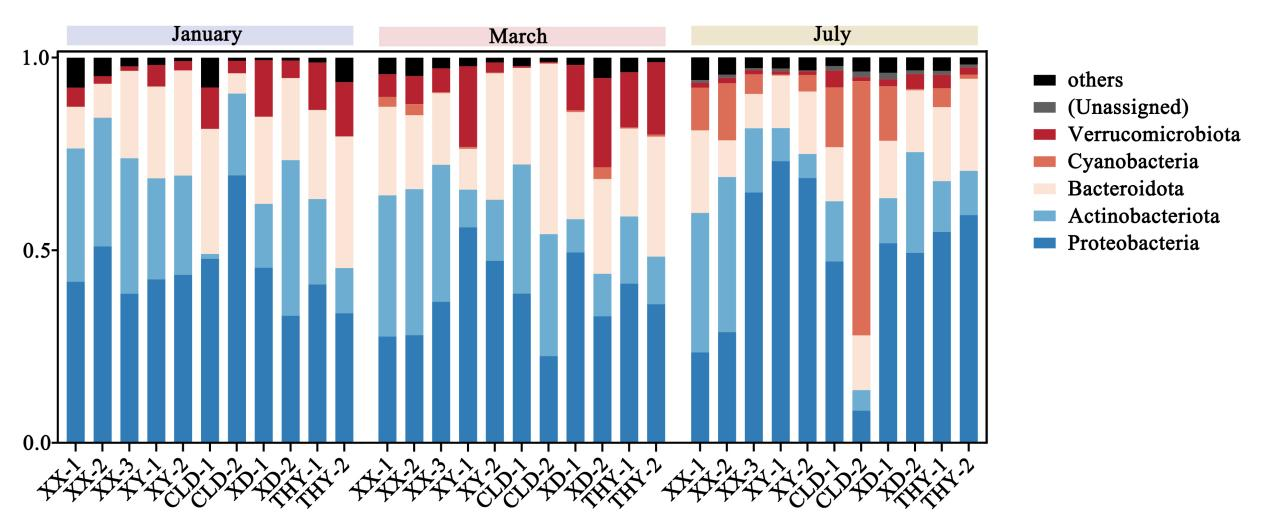 January
March
July
1.0
0.5
0.0
XX-1
XX-2
XX-3
XY-1
XY-2
CLD-1
CLD-2
XD-1
XD-2
THY-1
THY-2
XX-1
XX-2
XX-3
XY-1
XY-2
CLD-1
CLD-2
XD-1
XD-2
THY-1
THY-2
XX-1
XX-2
XX-3
XY-1
XY-2
CLD-1
CLD-2
XD-1
XD-2
THY-1
THY-2
others
(Unassigned)
Verrucomicrobiota
Cyanobacteria
Bacteroidota
Actinobacteriota
Proteobacteria